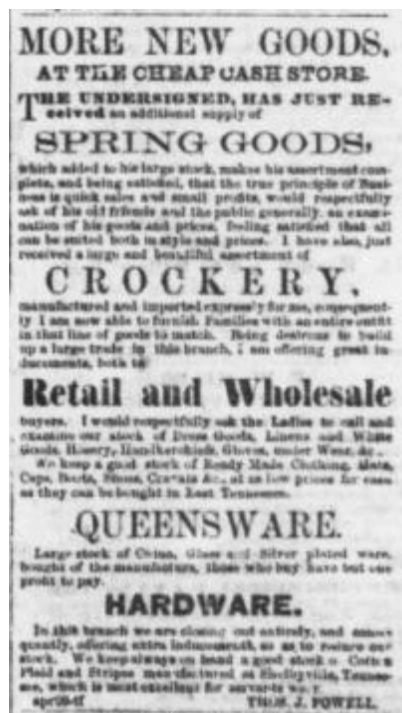 MORE NEW GOODS,
AT THE CHEAP CASH STORE.
THE UNDERSIGNED, HAS JUST RE-
ceived an additional supply of
SPRING GOODS,
which added to his large stock, makes his assortment com-
plete, and being satisfied, that the true principle of Busi-
ness is quick sales and small profits, would respectfully
ask of his old friends and the public generally, an exami-
nation of his goods and prices, feeling satisfied that all
can be suited both in style and prices. I have also, just
received a large and beautiful assortment of
CROCKERY,
manufactured and imported expressly for me, consequent-
ly I am now able to furnish Families with an entire outfit
in that line of goods to match. Being desirous to build
up a large trade in this branch, I am offering great in-
ducements, both to
Retail and Wholesale
buyers. I would respectfully ask the Ladies to call and
examine our stock of Dress Goods, Linens and White
Goods, Hosery, Handkerchiefs, Gloves, under Wear, &c.,
We keep a good stock of Ready Made Clothing, Hats,
Caps, Boots, Shoes, Cravats &c., at as low prices for cash
as they can be bought in East Tennessee.
QUEENSWARE.
Large stock of China, Glass and Silver plated ware,
bought of the manufacturs, those who buy have but one
profit to pay.
HARDWARE.
In this branch we are closing out entirely, and
quently, offering extra inducements, so as to reduce our
stock. We keep always on hand a good stock o Cotton
Plaid and Stripes manufactured at Shelbyville, Tennes-
see, which is most excellent for servants wear.
THOS. J. POWELL.